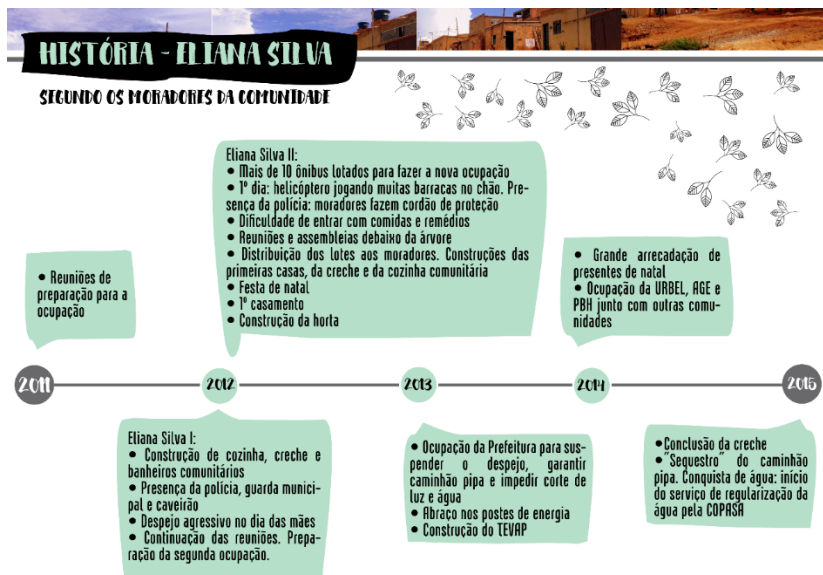 HISTÓRIA - ELIANA SILVA
SEGUNDO OS MORADORES DA COMUNIDADE
Eliana Silva II:
• Mais de 10 ônibus lotados para fazer a nova ocupação
• 1º dia: helicóptero jogando muitas barracas no chão. Pre-
sença da polícia: moradores fazem cordão de proteção
• Dificuldade de entrar com comidas e remédios
• Reuniões e assembleias debaixo da árvore
• Distribuição dos lotes aos moradores. Construções das
primeiras casas, da creche e da cozinha comunitária
• Festa de natal
• 1º casamento
• Construção da horta
• Reuniões de
preparação para a
ocupação
• Grande arrecadação de
presentes de natal
• Ocupação da URBEL, AGE e
PBH junto com outras comu-
nidades
2011
2012
2013
2014
2015
Eliana Silva I:
• Construção de cozinha, creche e
banheiros comunitários
• Presença da polícia, guarda munici-
pal e caveirão
• Despejo agressivo no dia das mães
• Continuação das reuniões. Prepa-
ração da segunda ocupação.
• Ocupação da Prefeitura para sus-
pender o despejo, garantir
caminhão pipa e impedir corte de
luz e água
• Abraço nos postes de energia
• Construção do TEVAP
• Conclusão da creche
• "Sequestro" do caminhão
pipa. Conquista de água: início
do serviço de regularização da
água pela COPASA